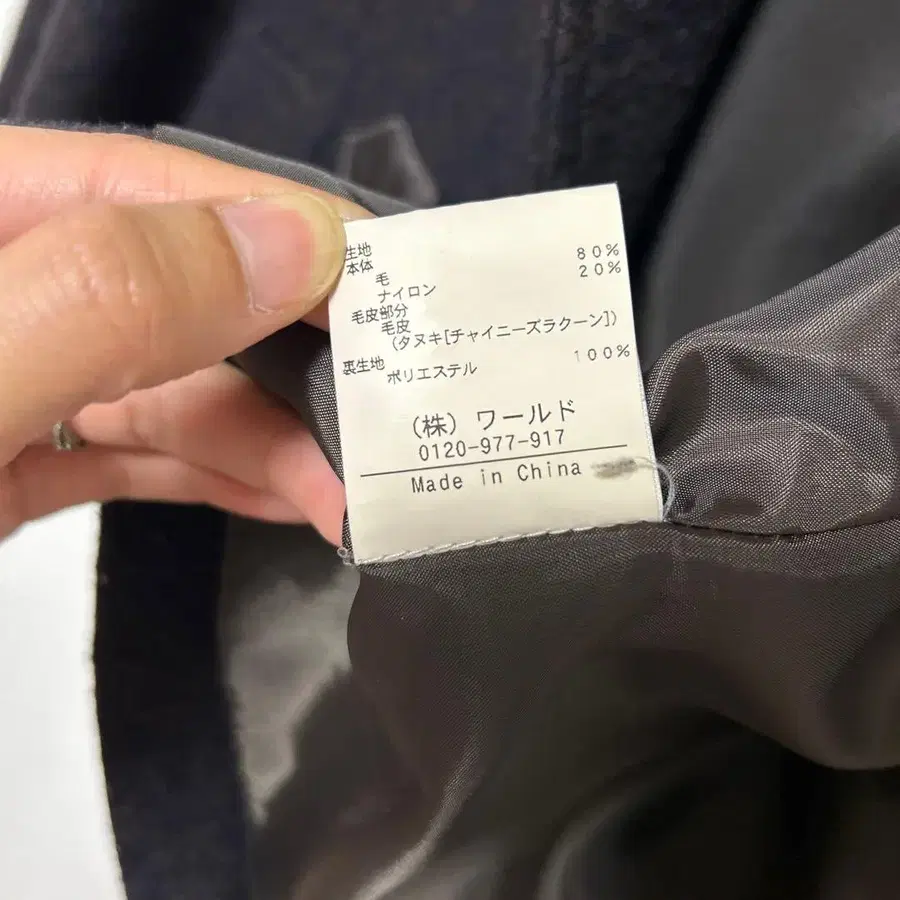 生地
本体
毛 80%
ナイロン 20%
毛皮部分
毛皮
(タヌキ[チャイニーズラクーン])
裏生地
ポリエステル 100%
(株) ワールド
0120-977-917
Made in China